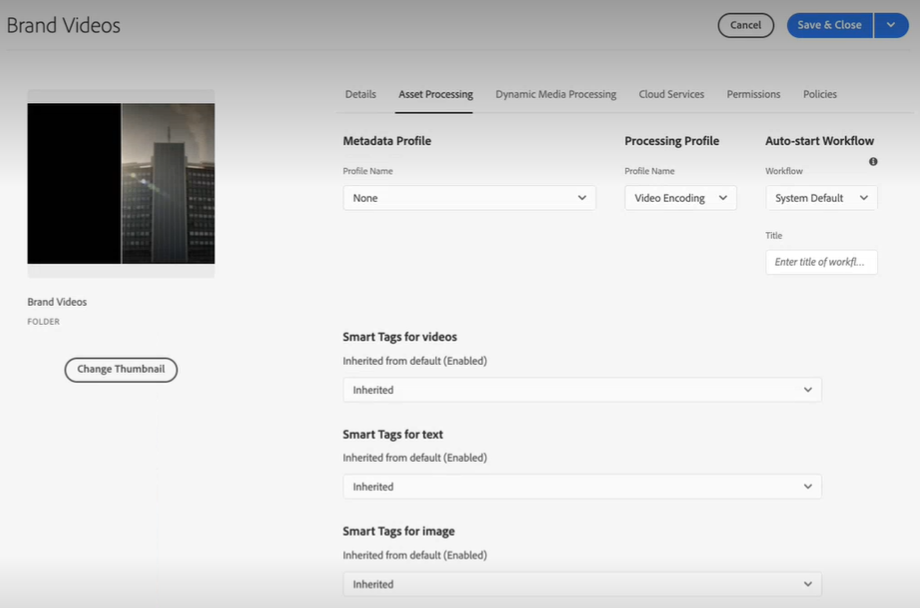 Brand Videos
Cancel
Save & Close
Details
Asset Processing
Dynamic Media Processing
Cloud Services
Permissions
Policies
Metadata Profile
Profile Name
None
Processing Profile
Profile Name
Video Encoding
Auto-start Workflow
Workflow
System Default
Title
Enter title of workfl...
Brand Videos
FOLDER
Change Thumbnail
Smart Tags for videos
Inherited from default (Enabled)
Inherited
Smart Tags for text
Inherited from default (Enabled)
Inherited
Smart Tags for image
Inherited from default (Enabled)
Inherited